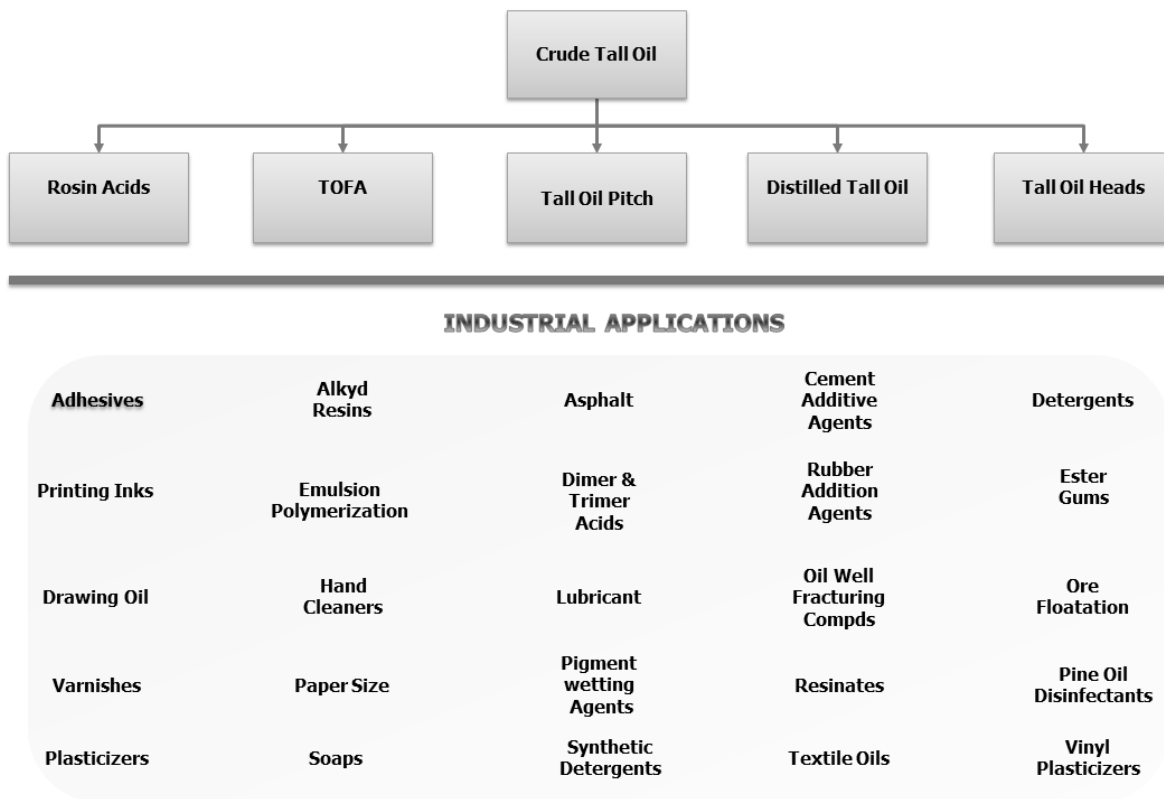 Crude Tall Oil
Rosin Acids
TOFA
Tall Oil Pitch
Distilled Tall Oil
Tall Oil Heads
INDUSTRIAL APPLICATIONS
Adhesives
Alkyd
Resins
Asphalt
Cement
Additive
Agents
Detergents
Printing Inks
Emulsion
Polymerization
Dimer &
Trimer
Acids
Rubber
Addition
Agents
Ester
Gums
Drawing Oil
Hand
Cleaners
Lubricant
Oil Well
Fracturing
Compds
Ore
Floatation
Varnishes
Paper Size
Pigment
wetting
Agents
Resinates
Pine Oil
Disinfectants
Plasticizers
Soaps
Synthetic
Detergents
Textile Oils
Vinyl
Plasticizers